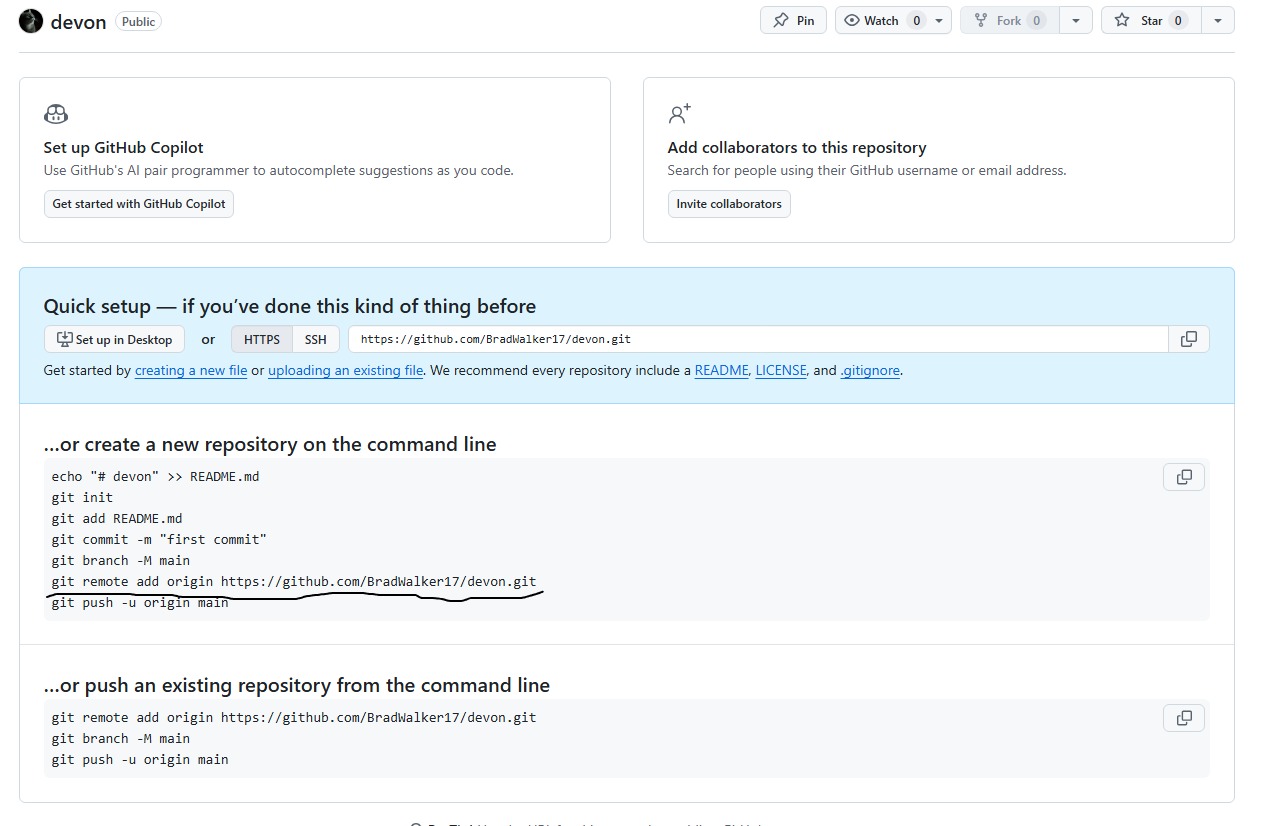 devon Public
Pin Watch 0 Fork 0 Star 0
Set up GitHub Copilot
Use GitHub's AI pair programmer to autocomplete suggestions as you code.
Get started with GitHub Copilot
Add collaborators to this repository
Search for people using their GitHub username or email address.
Invite collaborators
Quick setup — if you've done this kind of thing before
Set up in Desktop or HTTPS SSH https://github.com/BradWalker17/devon.git
Get started by creating a new file or uploading an existing file. We recommend every repository include a README, LICENSE, and .gitignore.
…or create a new repository on the command line
echo "# devon" >> README.md
git init
git add README.md
git commit -m "first commit"
git branch -M main
git remote add origin https://github.com/BradWalker17/devon.git
git push -u origin main
…or push an existing repository from the command line
git remote add origin https://github.com/BradWalker17/devon.git
git branch -M main
git push -u origin main